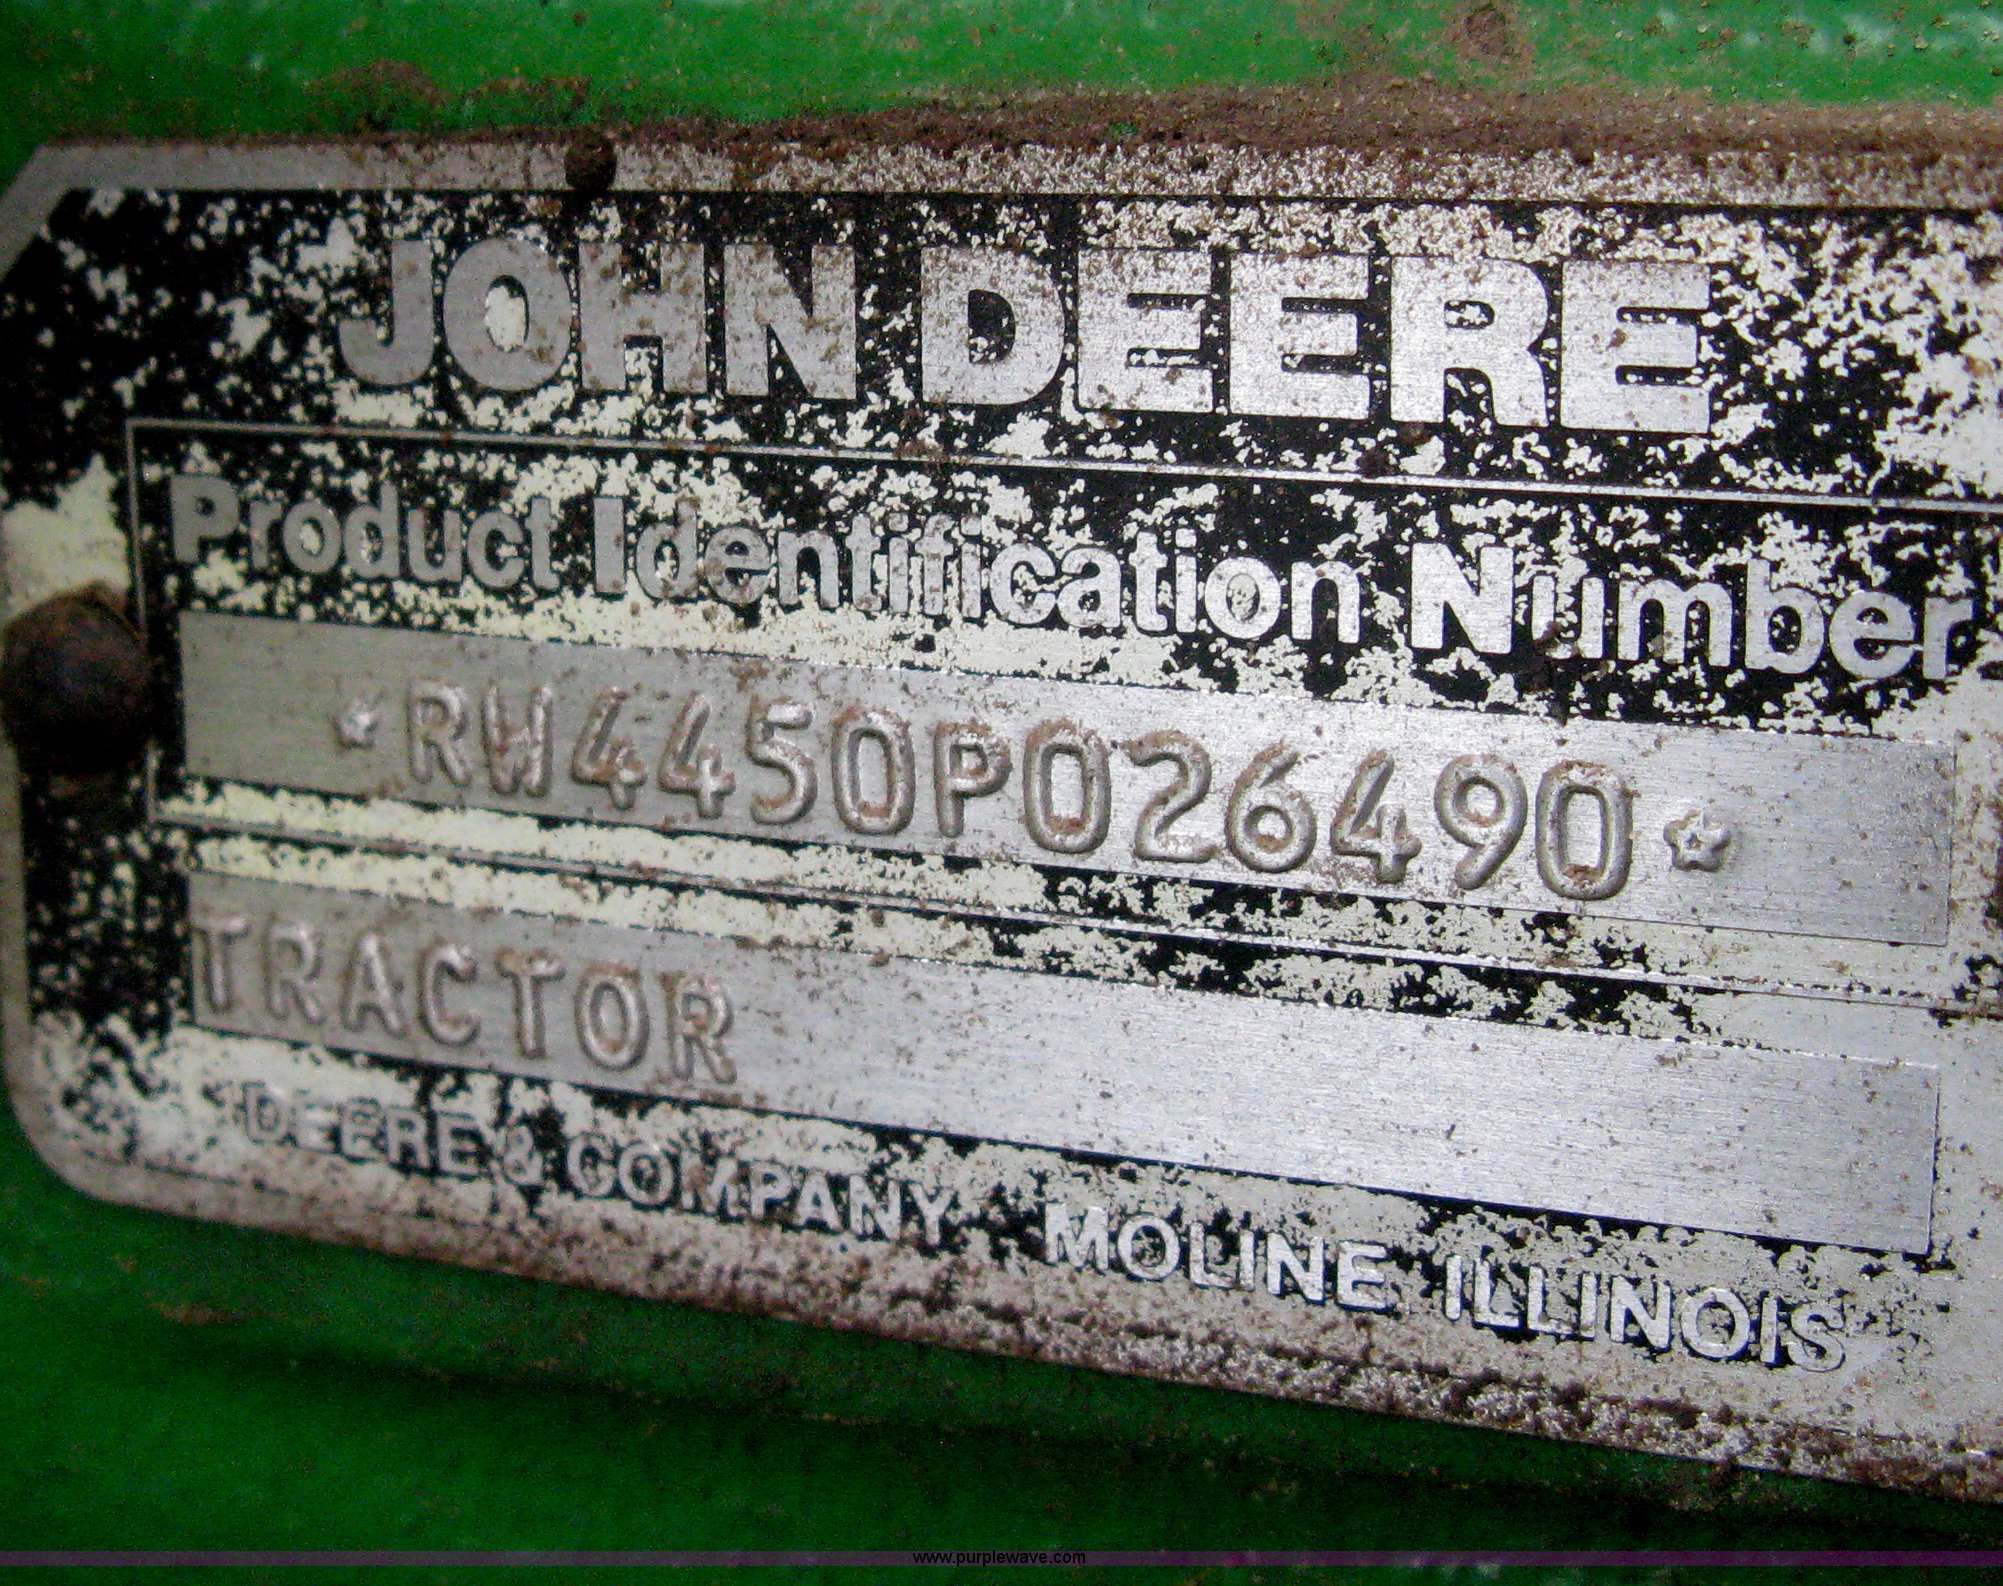 JOHN DEERE
Product Identification Number
*RW4450P026490*
TRACTOR
DEERE & COMPANY MOLINE ILLINOIS
www.purplewave.com